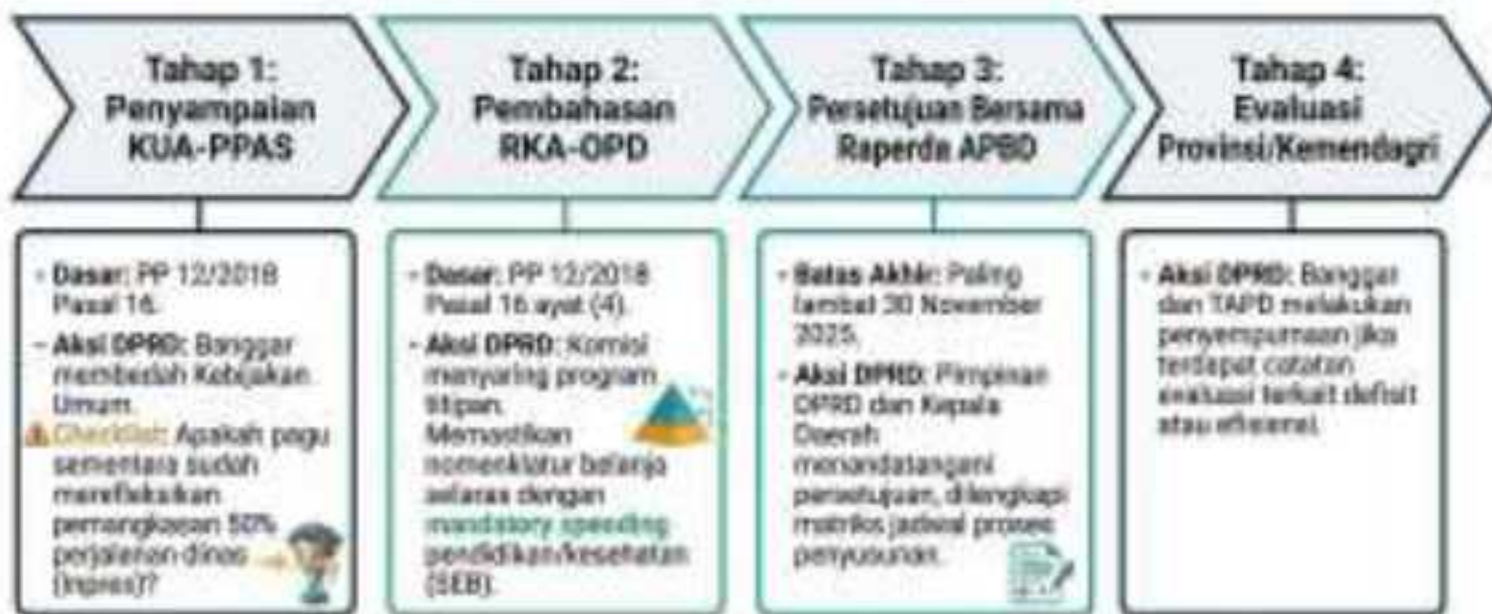 Tahap 1:
Penyampaian
KUA-PPAS
- Dasar: PP 12/2018
Pasal 16.
- Aksi DPRD: Banggar
membedah Kebijakan
Umum.
Checklist: Apakah pagu
sementara sudah
merefleksikan
pemangkasan 50%
perjalanan dinas
(Inpres)?
Tahap 2:
Pembahasan
RKA-OPD
- Dasar: PP 12/2018
Pasal 16 ayat (4).
- Aksi DPRD: Komisi
menyaring program
titipan.
Memastikan
nomenklatur belanja
selaras dengan
mandatory spending
pendidikan/kesehatan
(SEB).
Tahap 3:
Persetujuan Bersama
Raperda APBD
- Batas Akhir: Paling
lambat 30 November
2025.
- Aksi DPRD: Pimpinan
DPRD dan Kepala
Daerah
menandatangani
persetujuan, dilengkapi
matriks jadwal proses
penyusunan.
Tahap 4:
Evaluasi
Provinsi/Kemendagri
- Aksi DPRD: Banggar
dan TAPD melakukan
penyempurnaan jika
terdapat catatan
evaluasi terkait defisit
atau efisiensi.